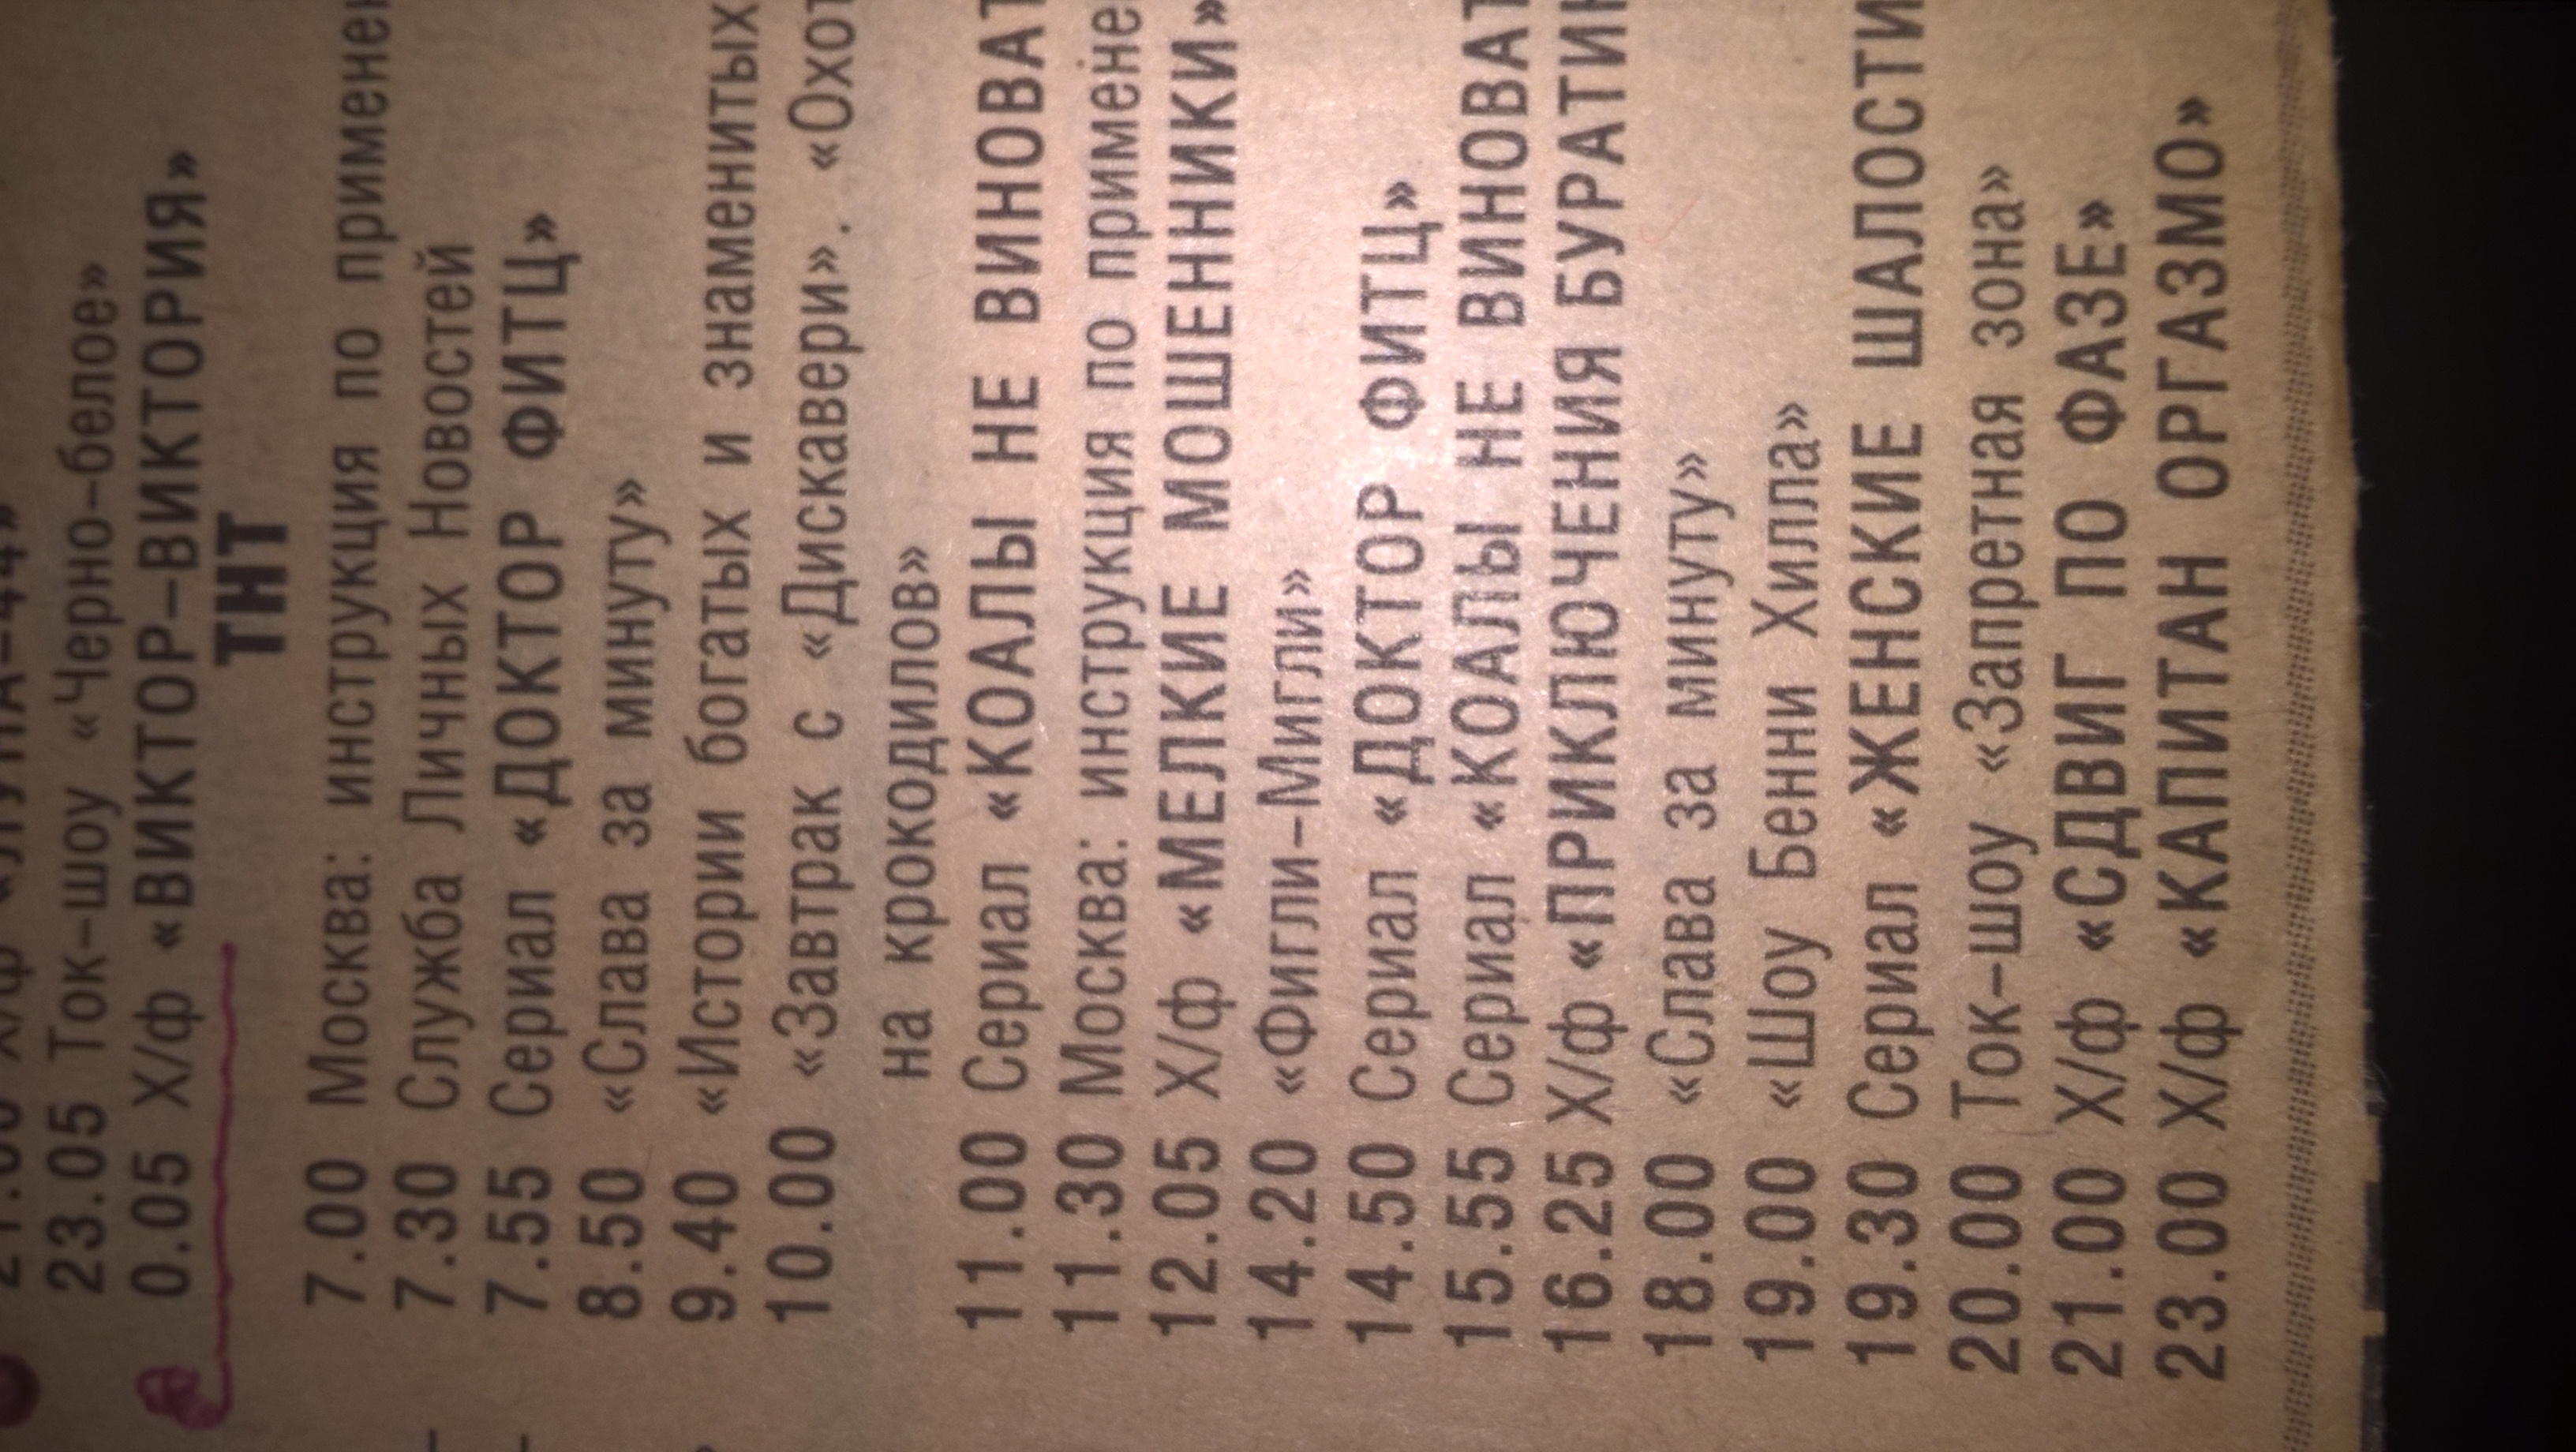 23.05 Ток–шоу «Черно–белое»
0.05 Х/ф «ВИКТОР–ВИКТОРИЯ»
ТНТ
7.00 Москва: инструкция по
7.30 Служба Личных Новостей
7.55 Сериал «ДОКТОР ФИТЦ»
8.50 «Слава за минуту»
9.40 «Истории богатых и знаменитых
10.00 «Завтрак с «Дискавери». «Охот
на крокодилов»
11.00 Сериал «КОАЛЫ НЕ ВИНОВАТ
11.30 Москва: инструкция по
12.05 Х/ф «МЕЛКИЕ МОШЕННИКИ»
14.20 «Фигли–Мигли»
14.50 Сериал «ДОКТОР ФИТЦ»
15.55 Сериал «КОАЛЫ НЕ ВИНОВАТ
16.25 Х/ф «ПРИКЛЮЧЕНИЯ БУРАТИН
18.00 «Слава за минуту»
19.00 «Шоу Бенни Хилла»
19.30 Сериал «ЖЕНСКИЕ ШАЛОСТИ
20.00 Ток–шоу «Запретная зона»
21.00 Х/ф «СДВИГ ПО ФАЗЕ»
23.00 Х/ф «КАПИТАН ОРГАЗМО»